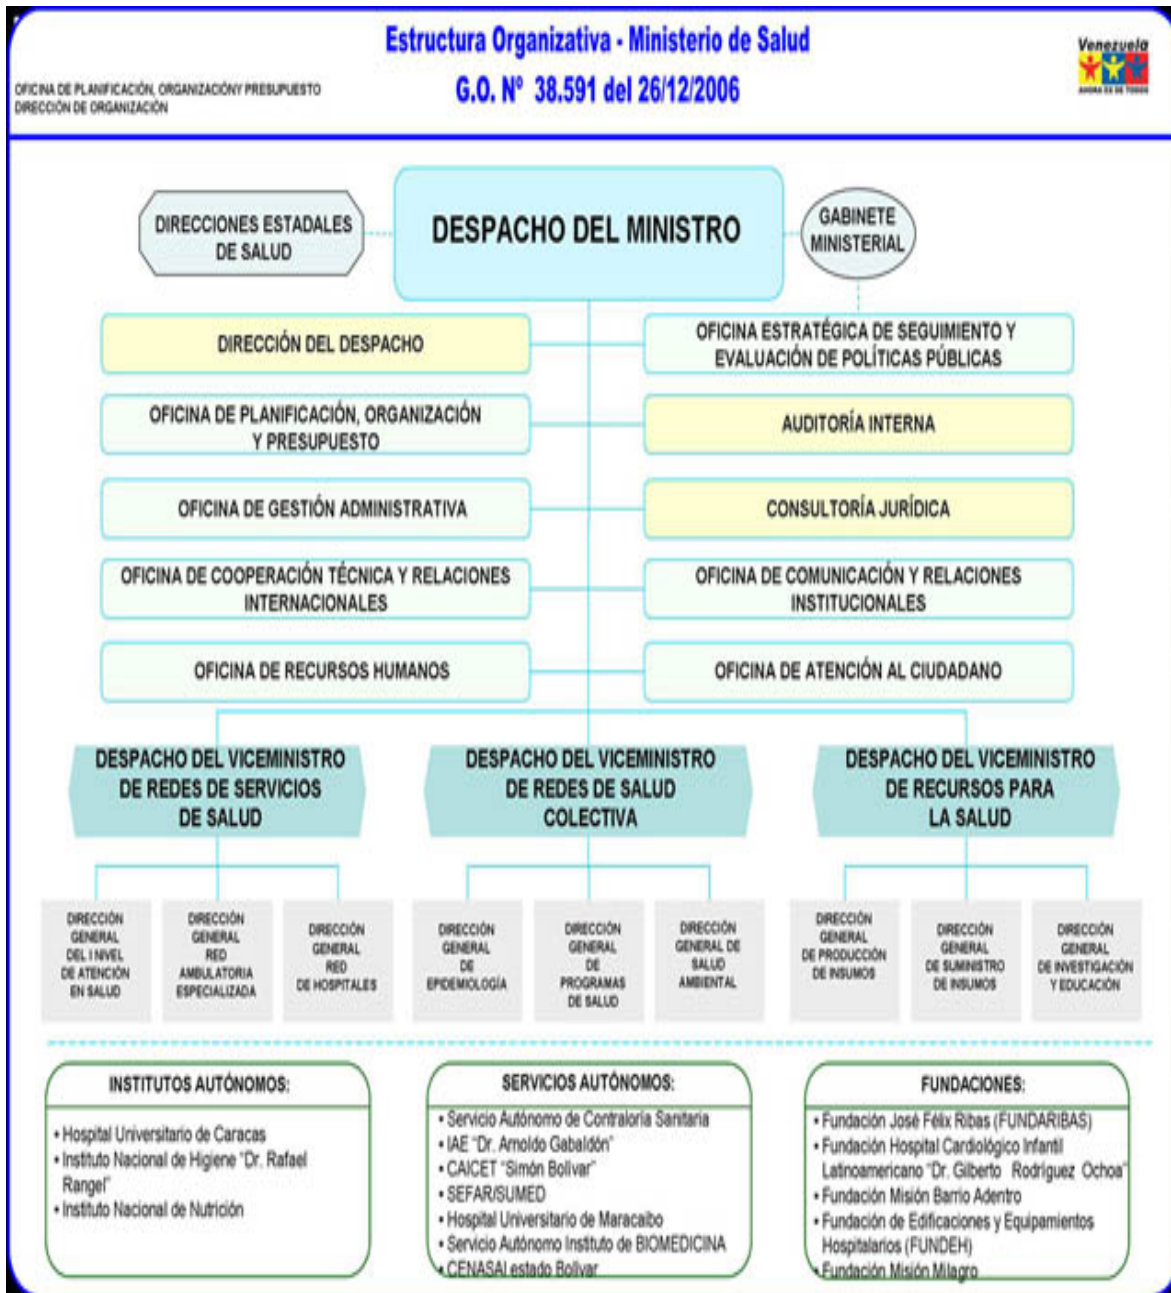 Estructura Organizativa - Ministerio de Salud
G.O. Nº 38.591 del 26/12/2006
OFICINA DE PLANIFICACIÓN, ORGANIZACIÓNY PRESUPUESTO
DIRECCIÓN DE ORGANIZACIÓN
Venezuela
AHORA ES DE TODOS
DIRECCIONES ESTADALES
DE SALUD
DESPACHO DEL MINISTRO
GABINETE
MINISTERIAL
DIRECCIÓN DEL DESPACHO
OFICINA ESTRATÉGICA DE SEGUIMIENTO Y
EVALUACIÓN DE POLÍTICAS PÚBLICAS
OFICINA DE PLANIFICACIÓN, ORGANIZACIÓN
Y PRESUPUESTO
AUDITORÍA INTERNA
OFICINA DE GESTIÓN ADMINISTRATIVA
CONSULTORÍA JURÍDICA
OFICINA DE COOPERACIÓN TÉCNICA Y RELACIONES
INTERNACIONALES
OFICINA DE COMUNICACIÓN Y RELACIONES
INSTITUCIONALES
OFICINA DE RECURSOS HUMANOS
OFICINA DE ATENCIÓN AL CIUDADANO
DESPACHO DEL VICEMINISTRO
DE REDES DE SERVICIOS
DE SALUD
DESPACHO DEL VICEMINISTRO
DE REDES DE SALUD
COLECTIVA
DESPACHO DEL VICEMINISTRO
DE RECURSOS PARA
LA SALUD
DIRECCIÓN
GENERAL
DEL I NIVEL
DE ATENCIÓN
EN SALUD
DIRECCIÓN
GENERAL
RED
AMBULATORIA
ESPECIALIZADA
DIRECCIÓN
GENERAL
RED
DE HOSPITALES
DIRECCIÓN
GENERAL
DE
EPIDEMIOLOGÍA
DIRECCIÓN
GENERAL
DE
PROGRAMAS
DE SALUD
DIRECCIÓN
GENERAL DE
SALUD
AMBIENTAL
DIRECCIÓN
GENERAL
DE PRODUCCIÓN
DE INSUMOS
DIRECCIÓN
GENERAL
DE SUMINISTRO
DE INSUMOS
DIRECCIÓN
GENERAL
DE INVESTIGACIÓN
Y EDUCACIÓN
INSTITUTOS AUTÓNOMOS:
• Hospital Universitario de Caracas
• Instituto Nacional de Higiene "Dr. Rafael
Rangel"
• Instituto Nacional de Nutrición
SERVICIOS AUTÓNOMOS:
• Servicio Autónomo de Contraloría Sanitaria
• IAE "Dr. Arnoldo Gabaldón"
• CAICET "Simón Bolívar"
• SEFAR/SUMED
• Hospital Universitario de Maracaibo
• Servicio Autónomo Instituto de BIOMEDICINA
• CENASAI estado Bolívar
FUNDACIONES:
• Fundación José Félix Ribas (FUNDARIBAS)
• Fundación Hospital Cardiológico Infantil
Latinoamericano "Dr. Gilberto Rodríguez Ochoa"
• Fundación Misión Barrio Adentro
• Fundación de Edificaciones y Equipamientos
Hospitalarios (FUNDEH)
• Fundación Misión Milagro